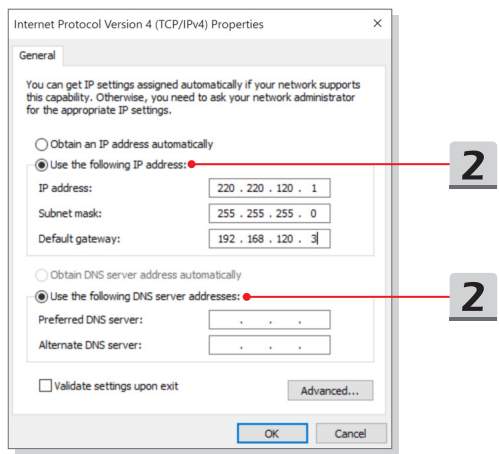 Internet Protocol Version 4 (TCP/IPv4) Properties
General
You can get IP settings assigned automatically if your network supports
this capability. Otherwise, you need to ask your network administrator
for the appropriate IP settings.
Obtain an IP address automatically
Use the following IP address:
2
IP address: 220 . 220 . 120 . 1
Subnet mask: 255 . 255 . 255 . 0
Default gateway: 192 . 168 . 120 . 3
Obtain DNS server address automatically
Use the following DNS server addresses:
2
Preferred DNS server: . . .
Alternate DNS server: . . .
Validate settings upon exit
Advanced...
OK Cancel